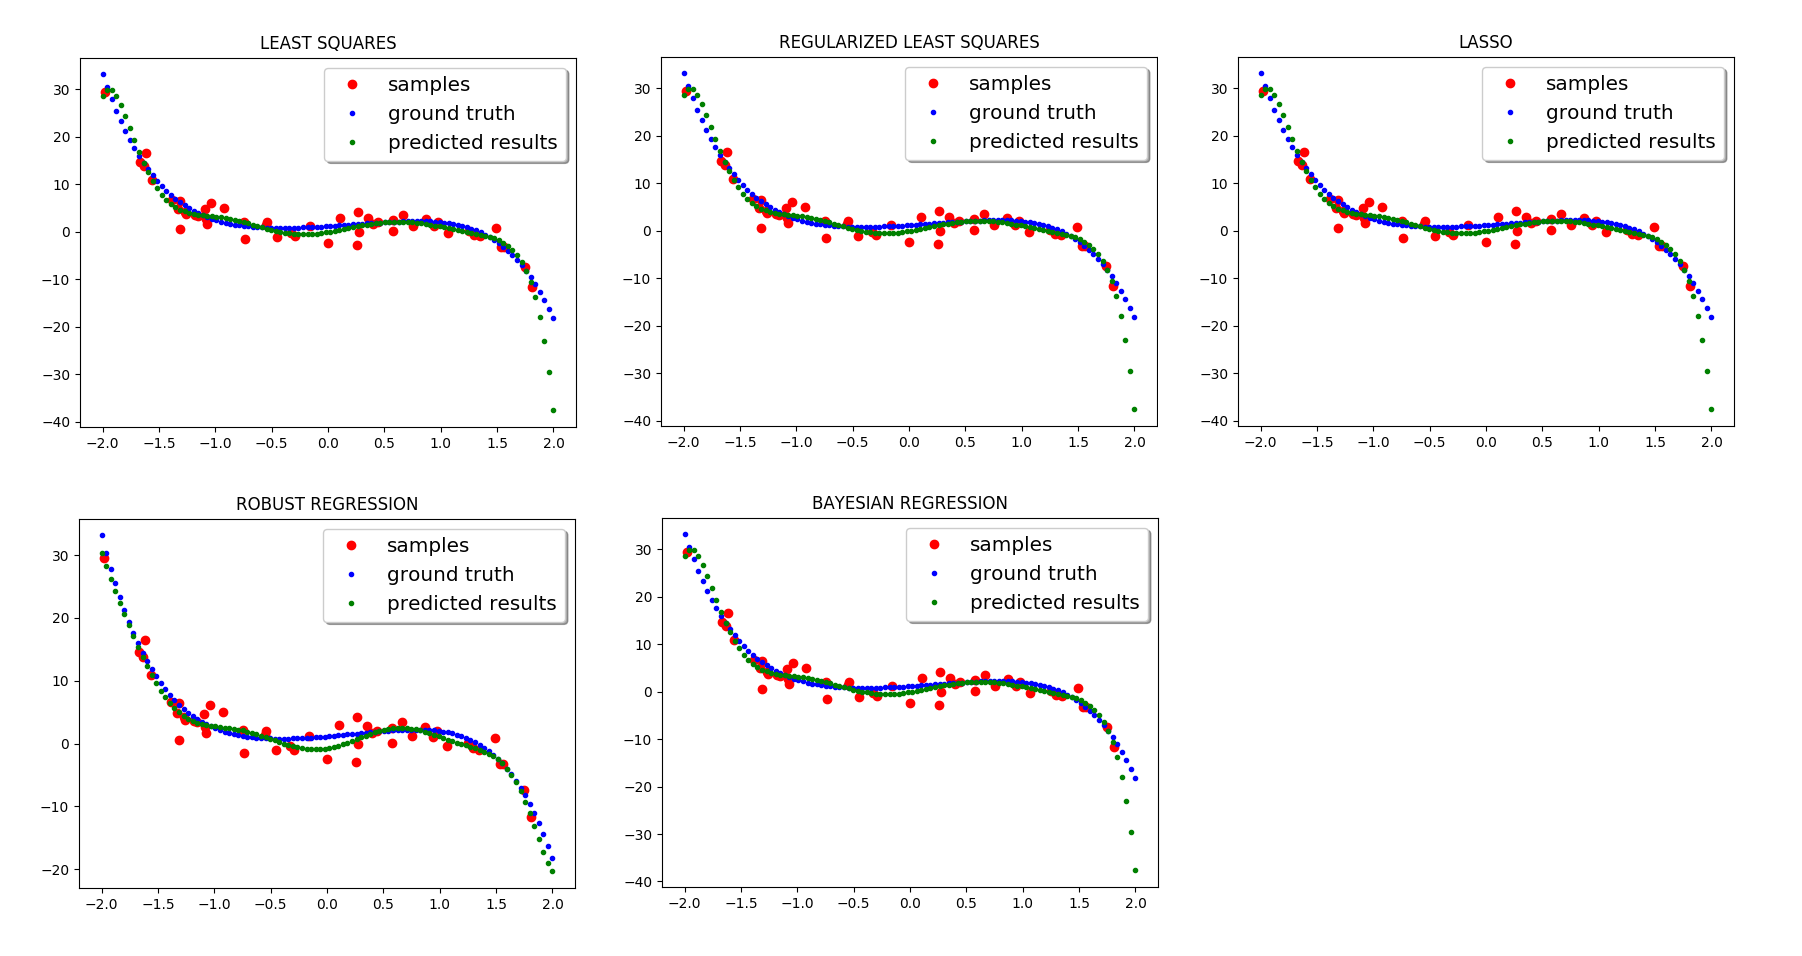 LEAST SQUARES
samples
ground truth
predicted results
30
20
10
0
−10
−20
−30
−40
−2.0 −1.5 −1.0 −0.5 0.0 0.5 1.0 1.5 2.0
REGULARIZED LEAST SQUARES
samples
ground truth
predicted results
30
20
10
0
−10
−20
−30
−40
−2.0 −1.5 −1.0 −0.5 0.0 0.5 1.0 1.5 2.0
LASSO
samples
ground truth
predicted results
30
20
10
0
−10
−20
−30
−40
−2.0 −1.5 −1.0 −0.5 0.0 0.5 1.0 1.5 2.0
ROBUST REGRESSION
samples
ground truth
predicted results
30
20
10
0
−10
−20
−2.0 −1.5 −1.0 −0.5 0.0 0.5 1.0 1.5 2.0
BAYESIAN REGRESSION
samples
ground truth
predicted results
30
20
10
0
−10
−20
−30
−40
−2.0 −1.5 −1.0 −0.5 0.0 0.5 1.0 1.5 2.0